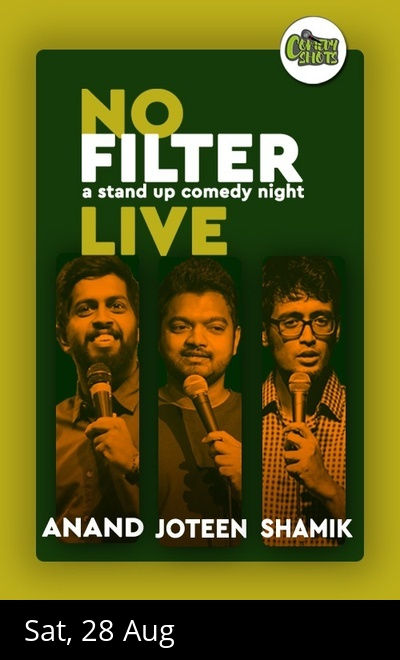 COMEDY
SHOTS
NO
FILTER
a stand up comedy night
LIVE
ANAND JOTEEN SHAMIK
Sat, 28 Aug